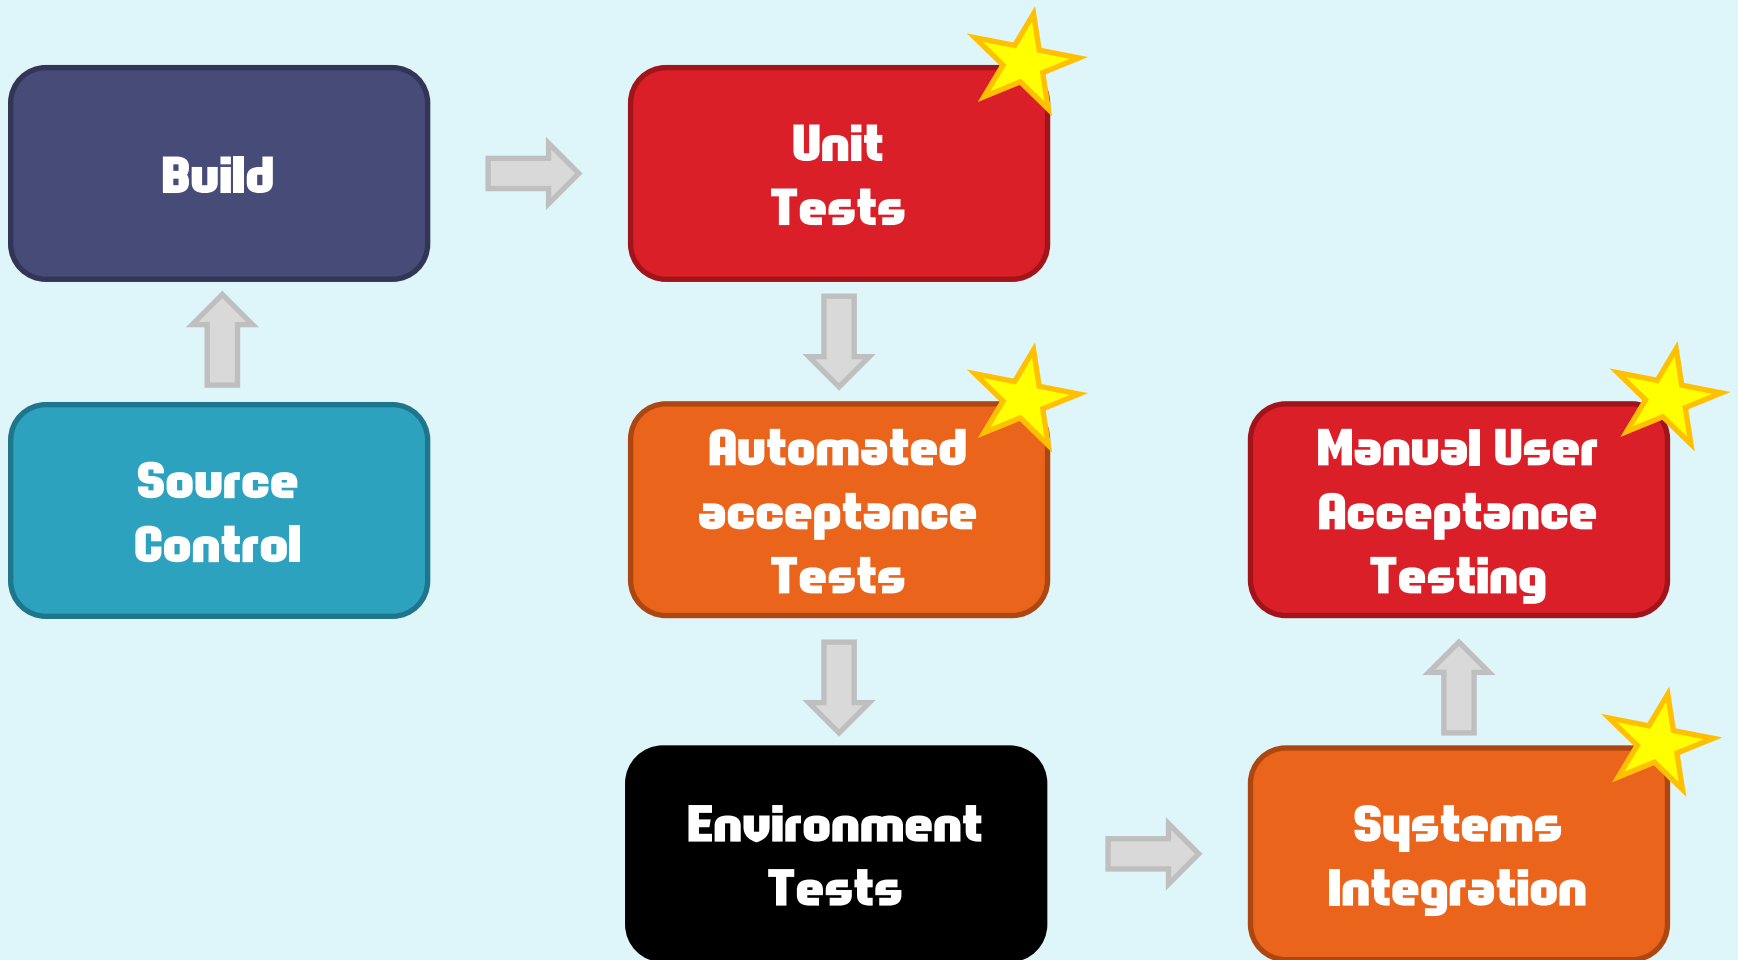 Build
Unit
Tests
Source
Control
Automated
acceptance
Tests
Manual User
Acceptance
Testing
Environment
Tests
Systems
Integration